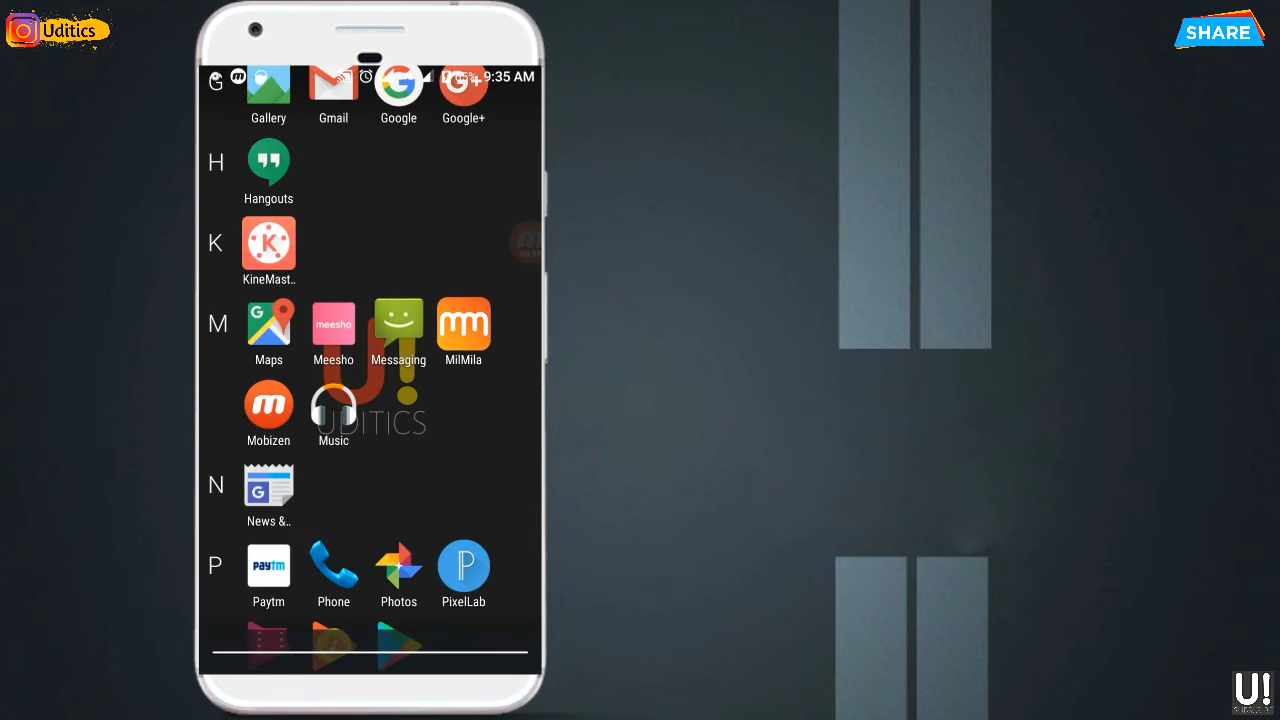 Uditics
SHARE
9:35 AM
G
Gallery Gmail Google Google+
H
Hangouts
K
KineMast..
M
meesho
Maps Meesho Messaging MilMila
Mobizen Music
UDITICS
N
News &..
P
paytm
Paytm Phone Photos PixelLab
U!